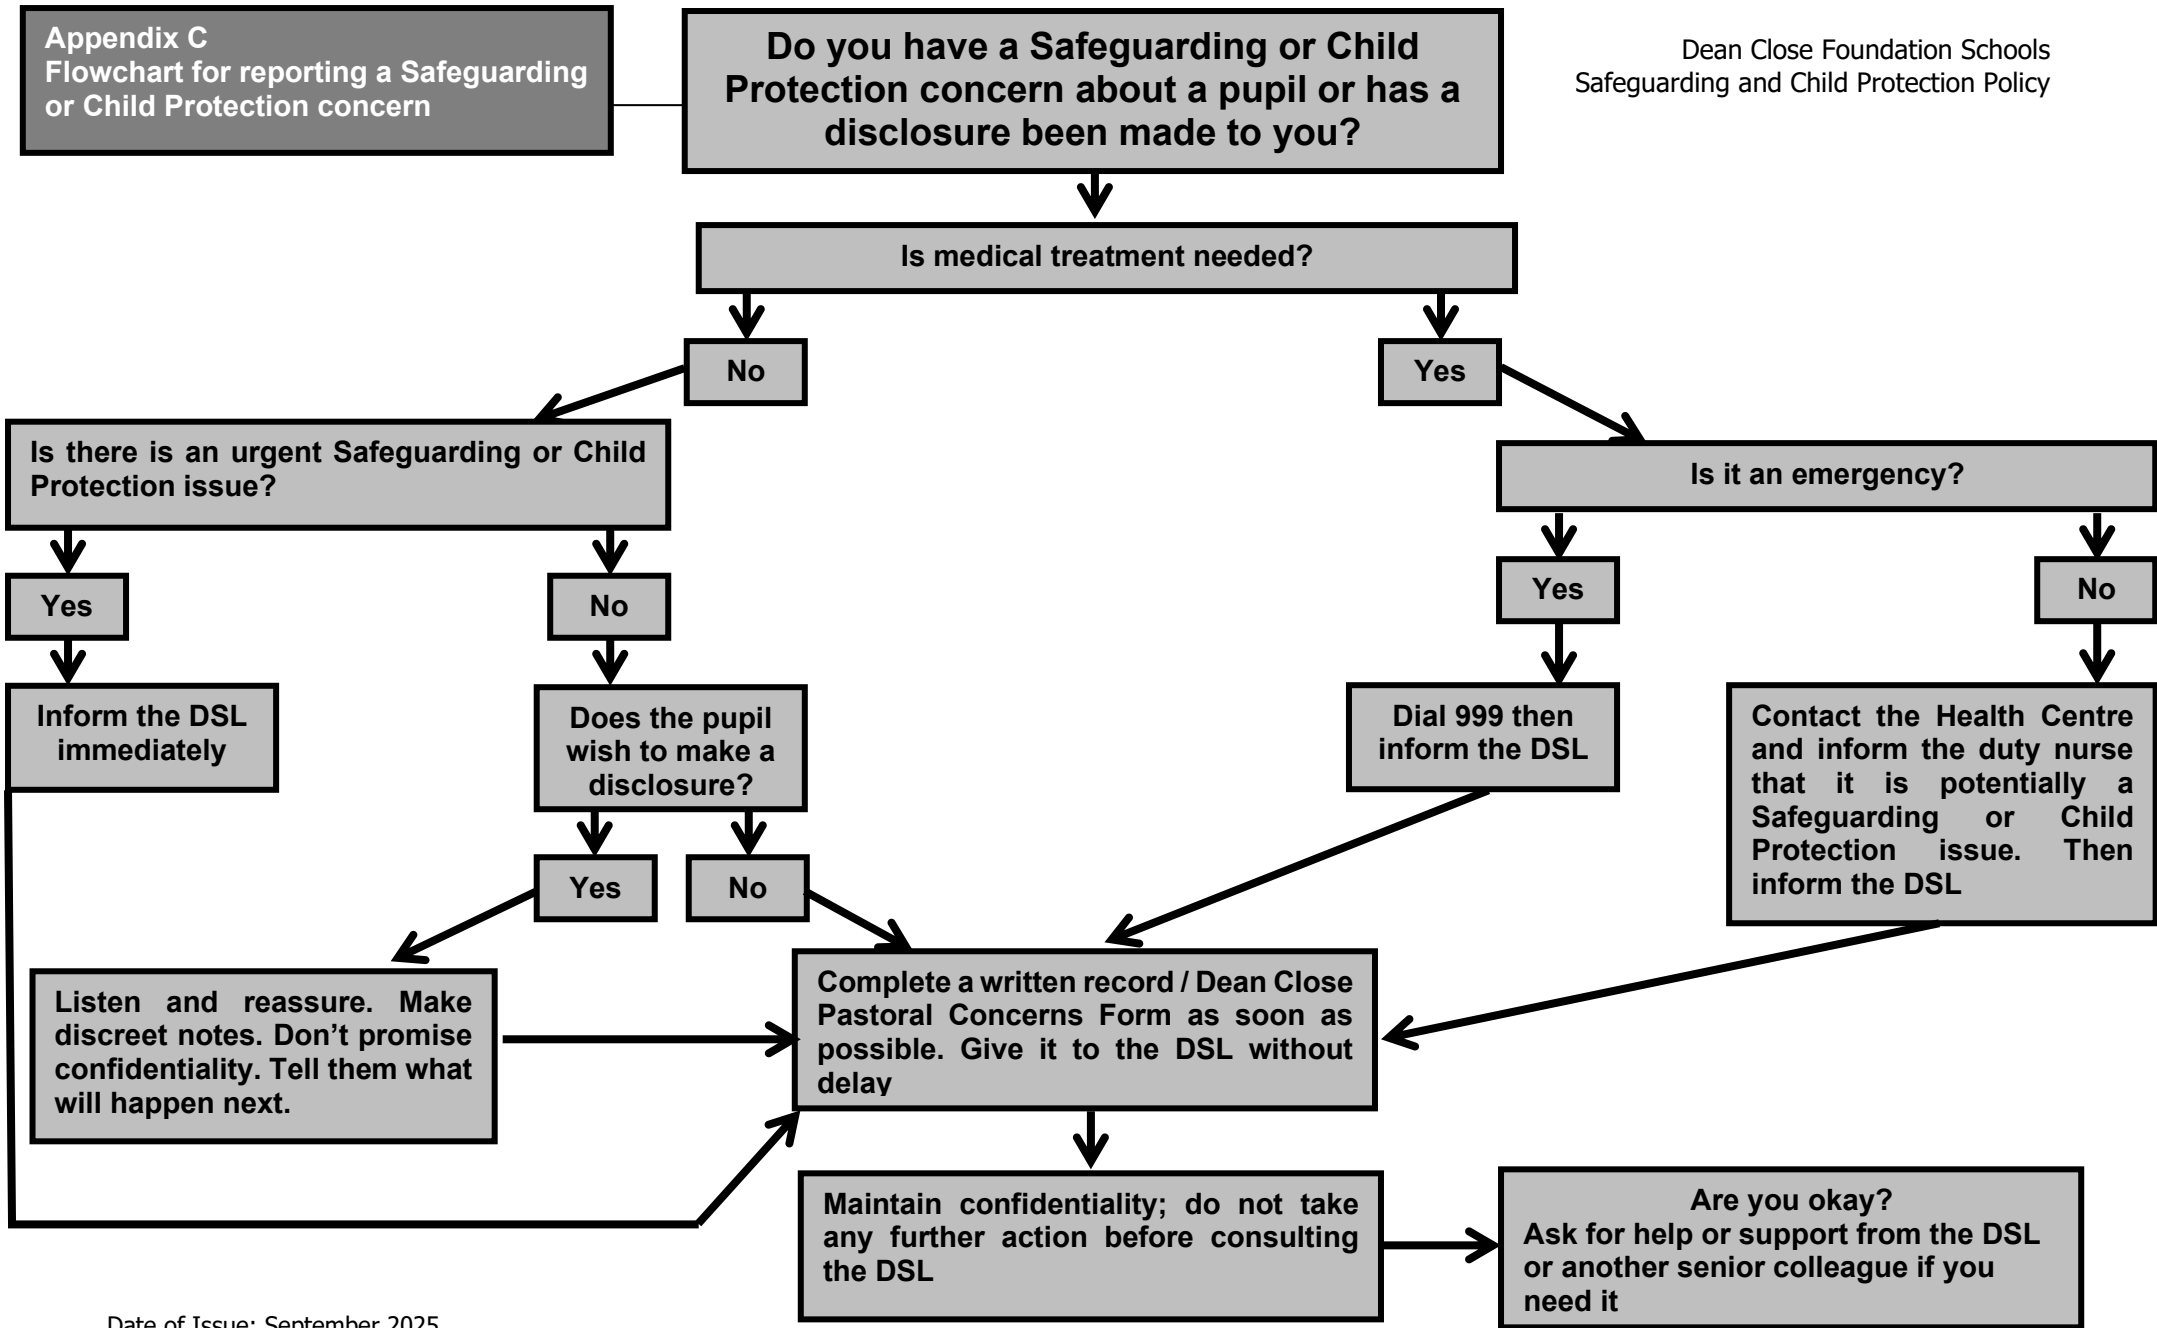 Appendix C
Flowchart for reporting a Safeguarding
or Child Protection concern
Do you have a Safeguarding or Child
Protection concern about a pupil or has a
disclosure been made to you?
Dean Close Foundation Schools
Safeguarding and Child Protection Policy
Is medical treatment needed?
No
Yes
Is there is an urgent Safeguarding or Child
Protection issue?
Is it an emergency?
Yes
No
Yes
No
Inform the DSL
immediately
Does the pupil
wish to make a
disclosure?
Dial 999 then
inform the DSL
Contact the Health Centre
and inform the duty nurse
that it is potentially a
Safeguarding or Child
Protection issue. Then
inform the DSL
Yes
No
Listen and reassure. Make
discreet notes. Don’t promise
confidentiality. Tell them what
will happen next.
Complete a written record / Dean Close
Pastoral Concerns Form as soon as
possible. Give it to the DSL without
delay
Maintain confidentiality; do not take
any further action before consulting
the DSL
Are you okay?
Ask for help or support from the DSL
or another senior colleague if you
need it
Date of Issue: September 2025